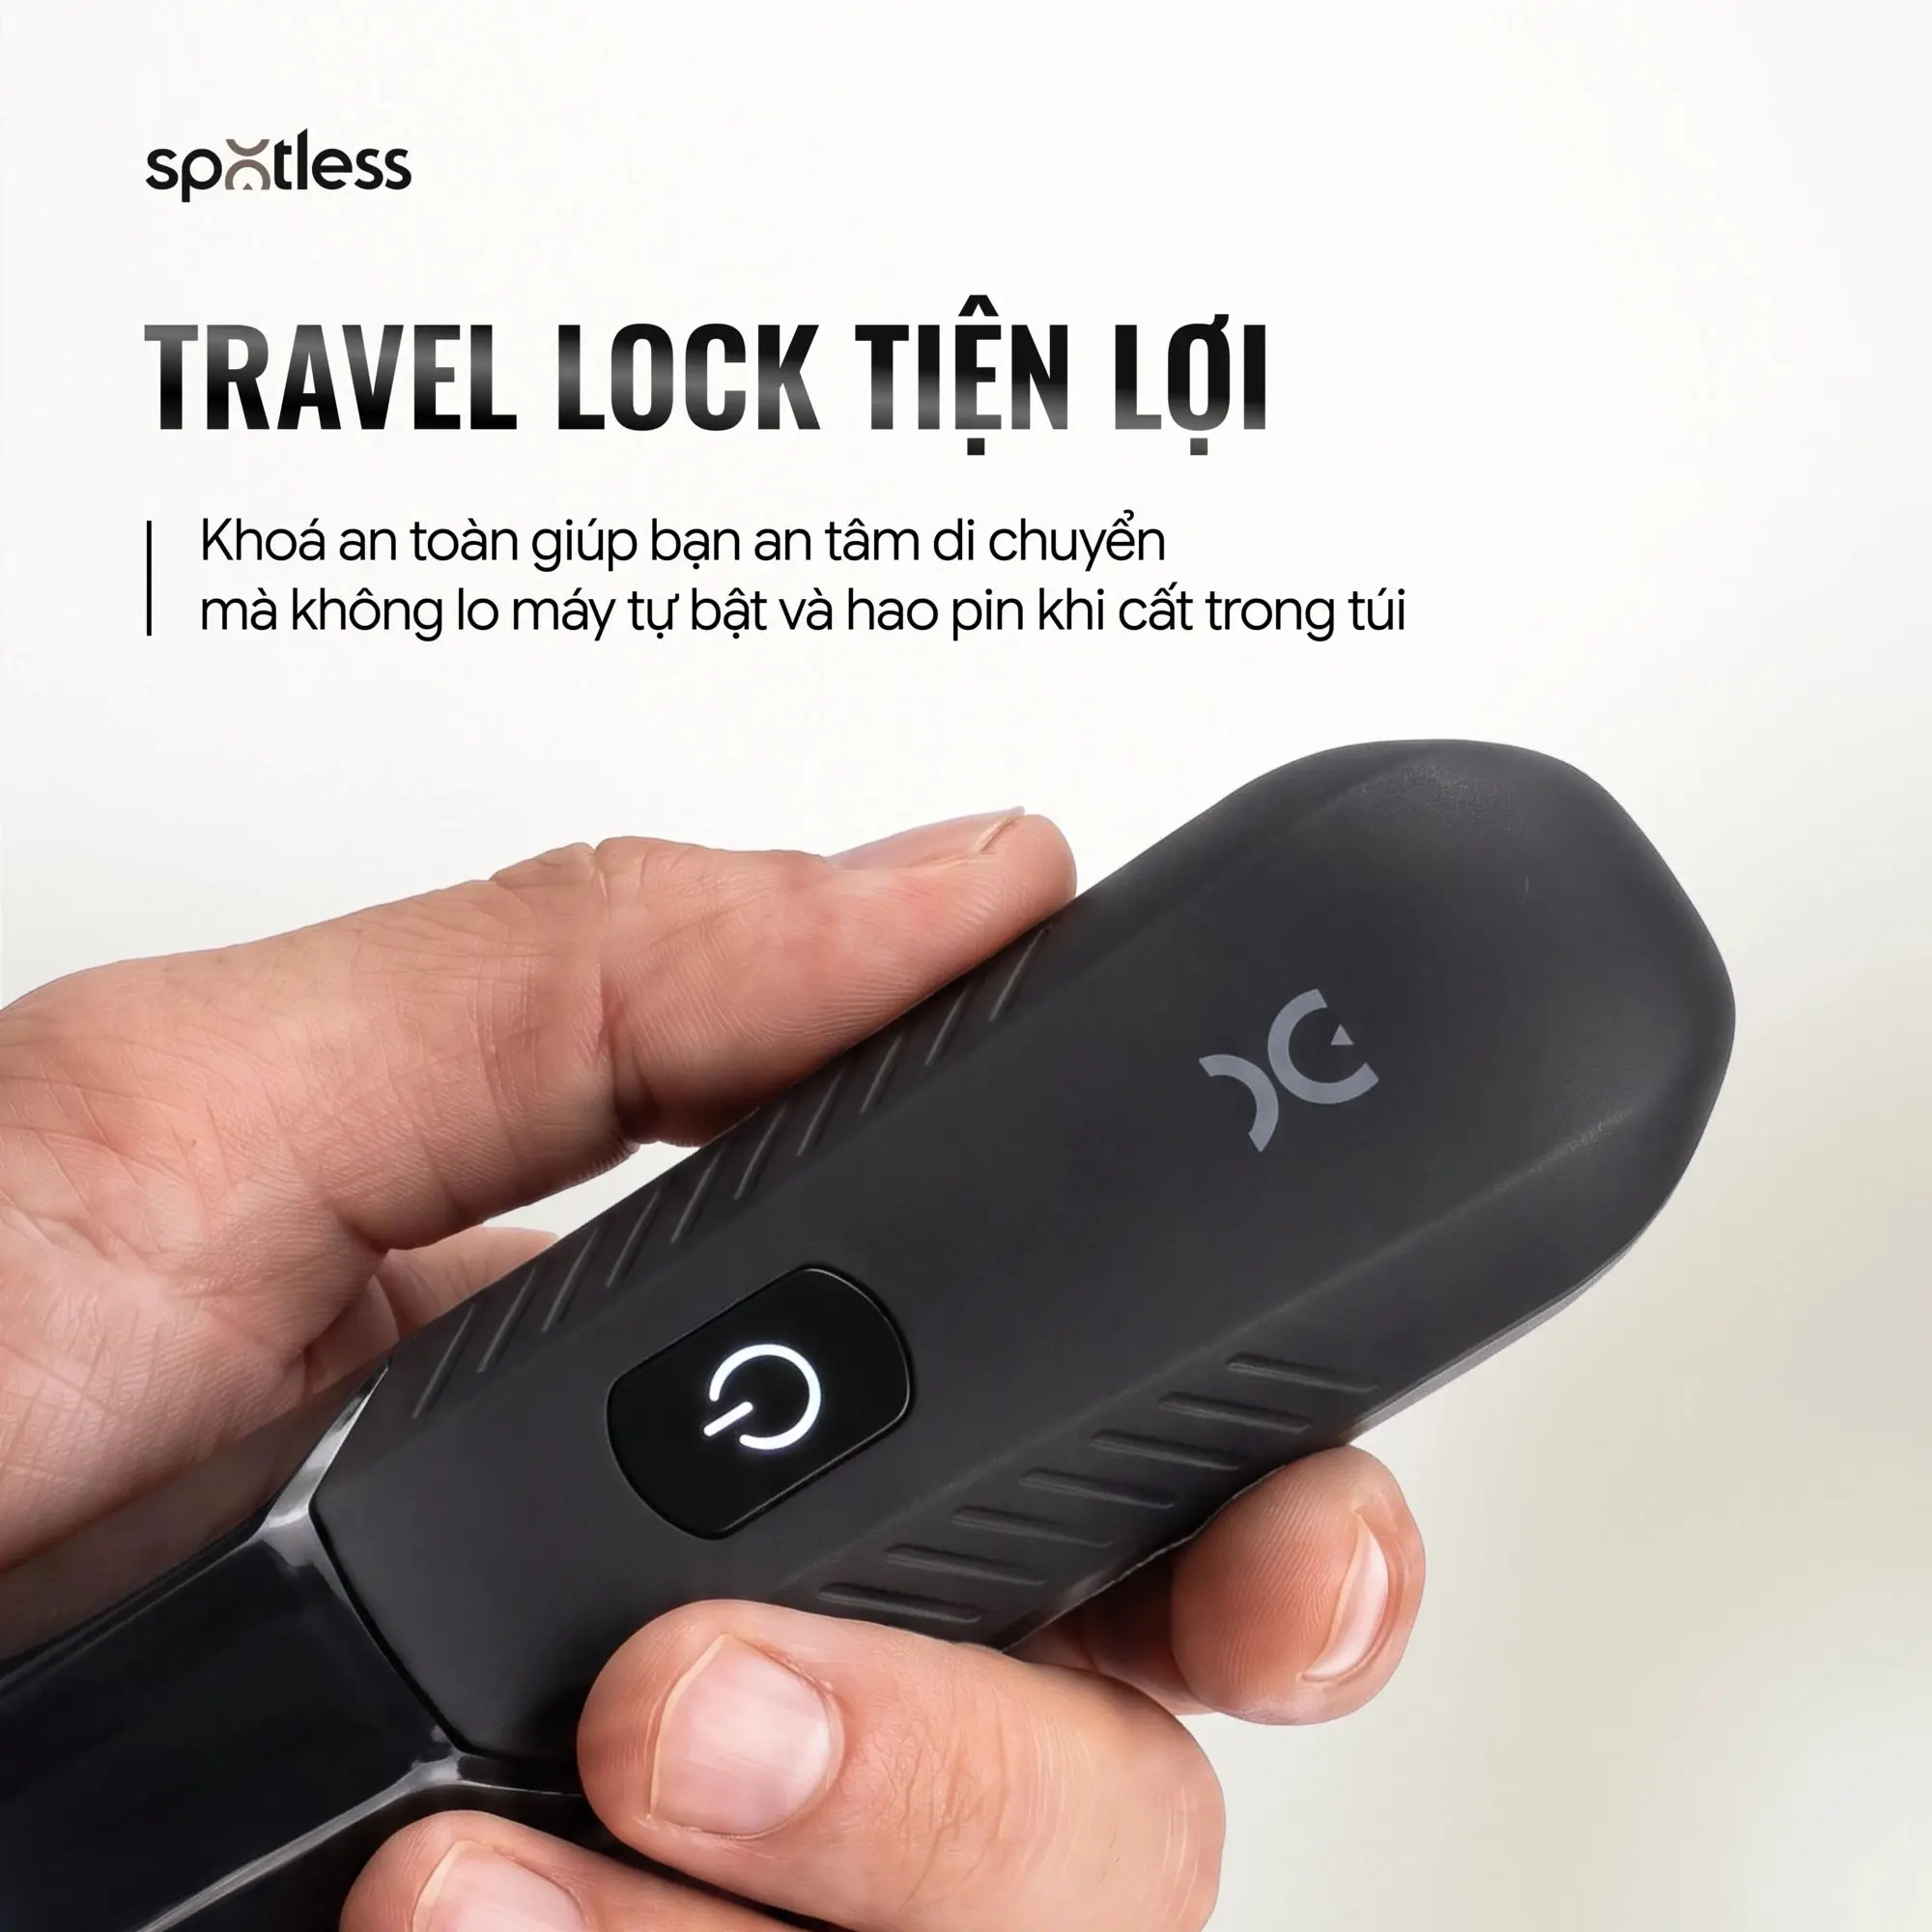 spotless
TRAVEL LOCK TIỆN LỢI
Khoá an toàn giúp bạn an tâm di chuyển
mà không lo máy tự bật và hao pin khi cất trong túi